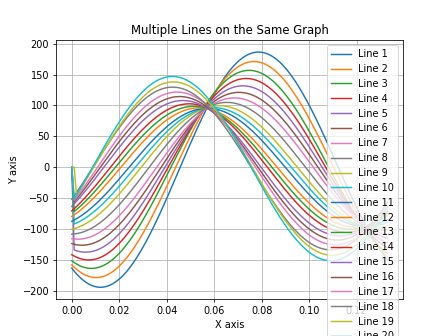 Multiple Lines on the Same Graph
Y axis
200
150
100
50
0
−50
−100
−150
−200
0.00
0.02
0.04
0.06
0.08
0.10
X axis
Line 1
Line 2
Line 3
Line 4
Line 5
Line 6
Line 7
Line 8
Line 9
Line 10
Line 11
Line 12
Line 13
Line 14
Line 15
Line 16
Line 17
Line 18
Line 19
Line 20